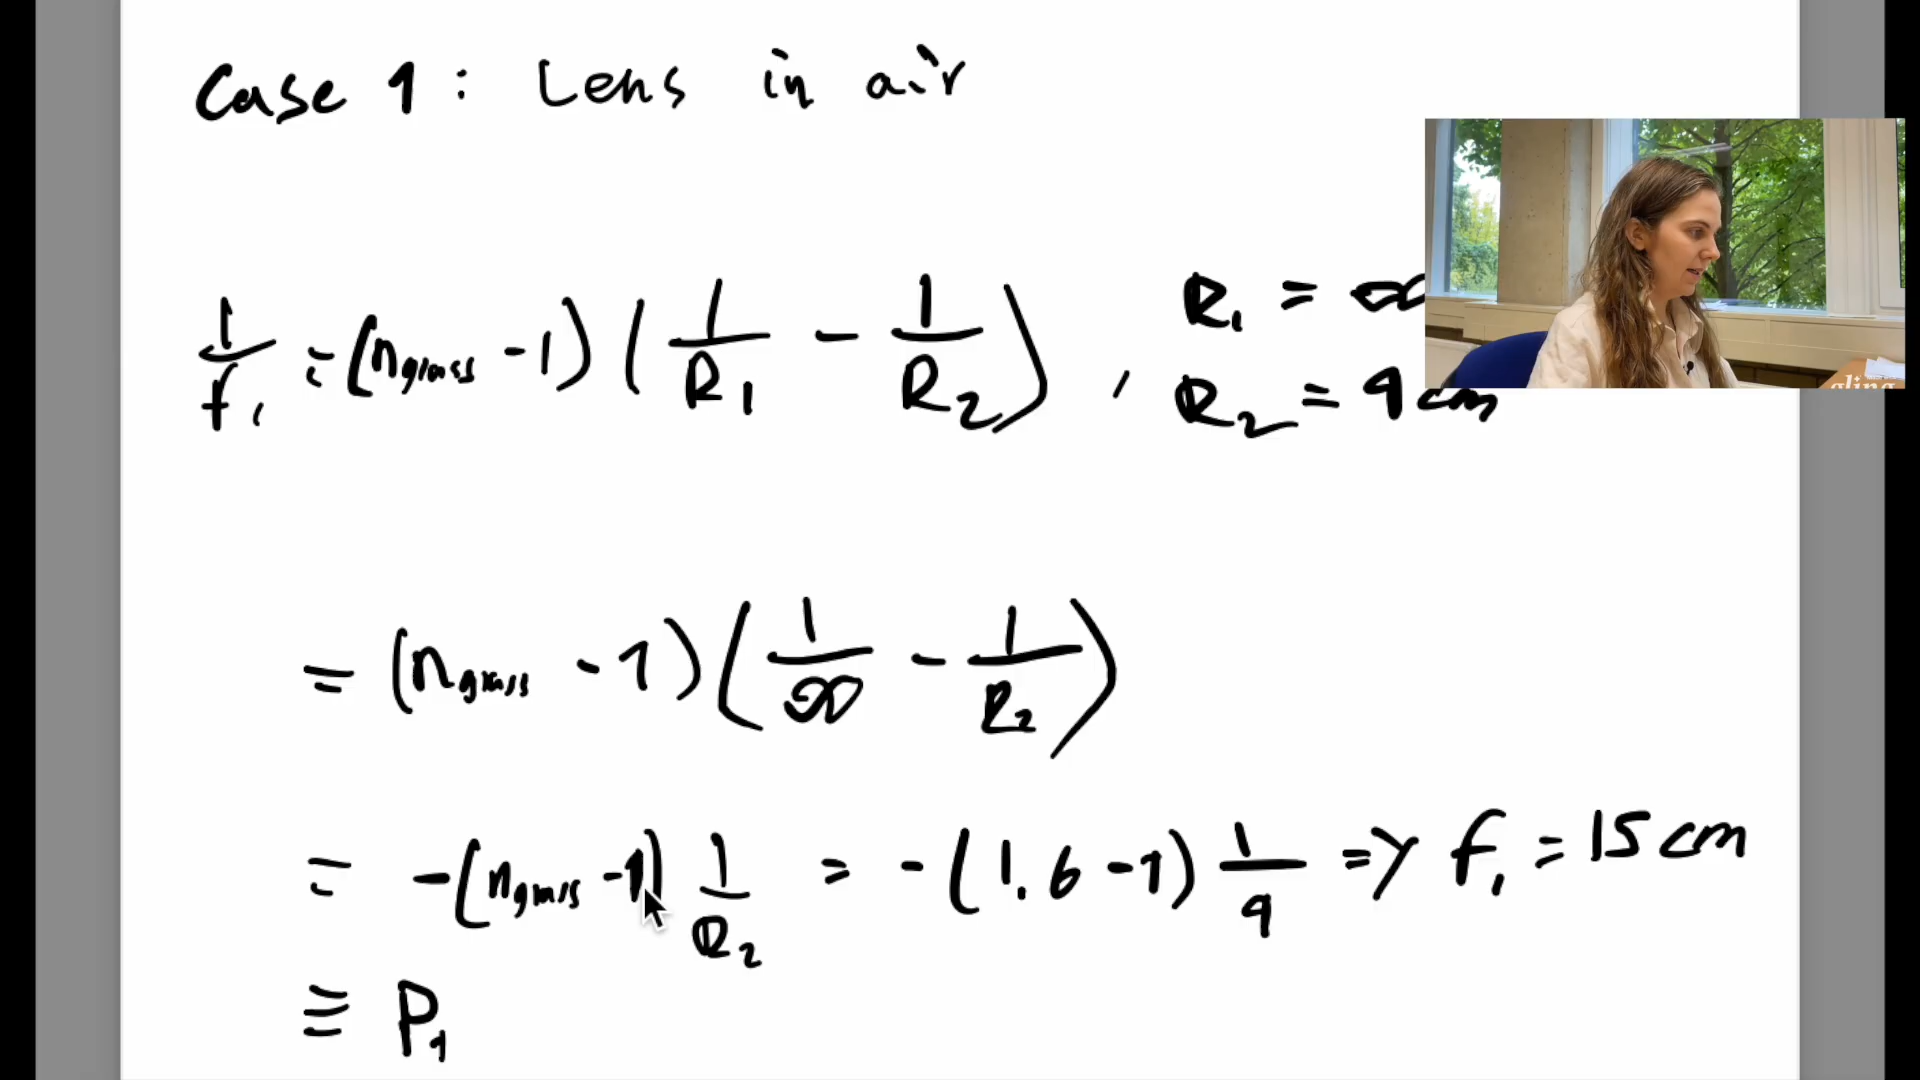 Case 1 : Lens in air
1/f₁ = (n_glass - 1) (1/R₁ - 1/R₂) , R₁ = ∞
R₂ = 9 cm
= (n_glass - 1) (1/∞ - 1/R₂)
= -(n_glass - 1) 1/R₂ = -(1.6 - 1) 1/9 => f₁ = 15 cm
≡ P₁